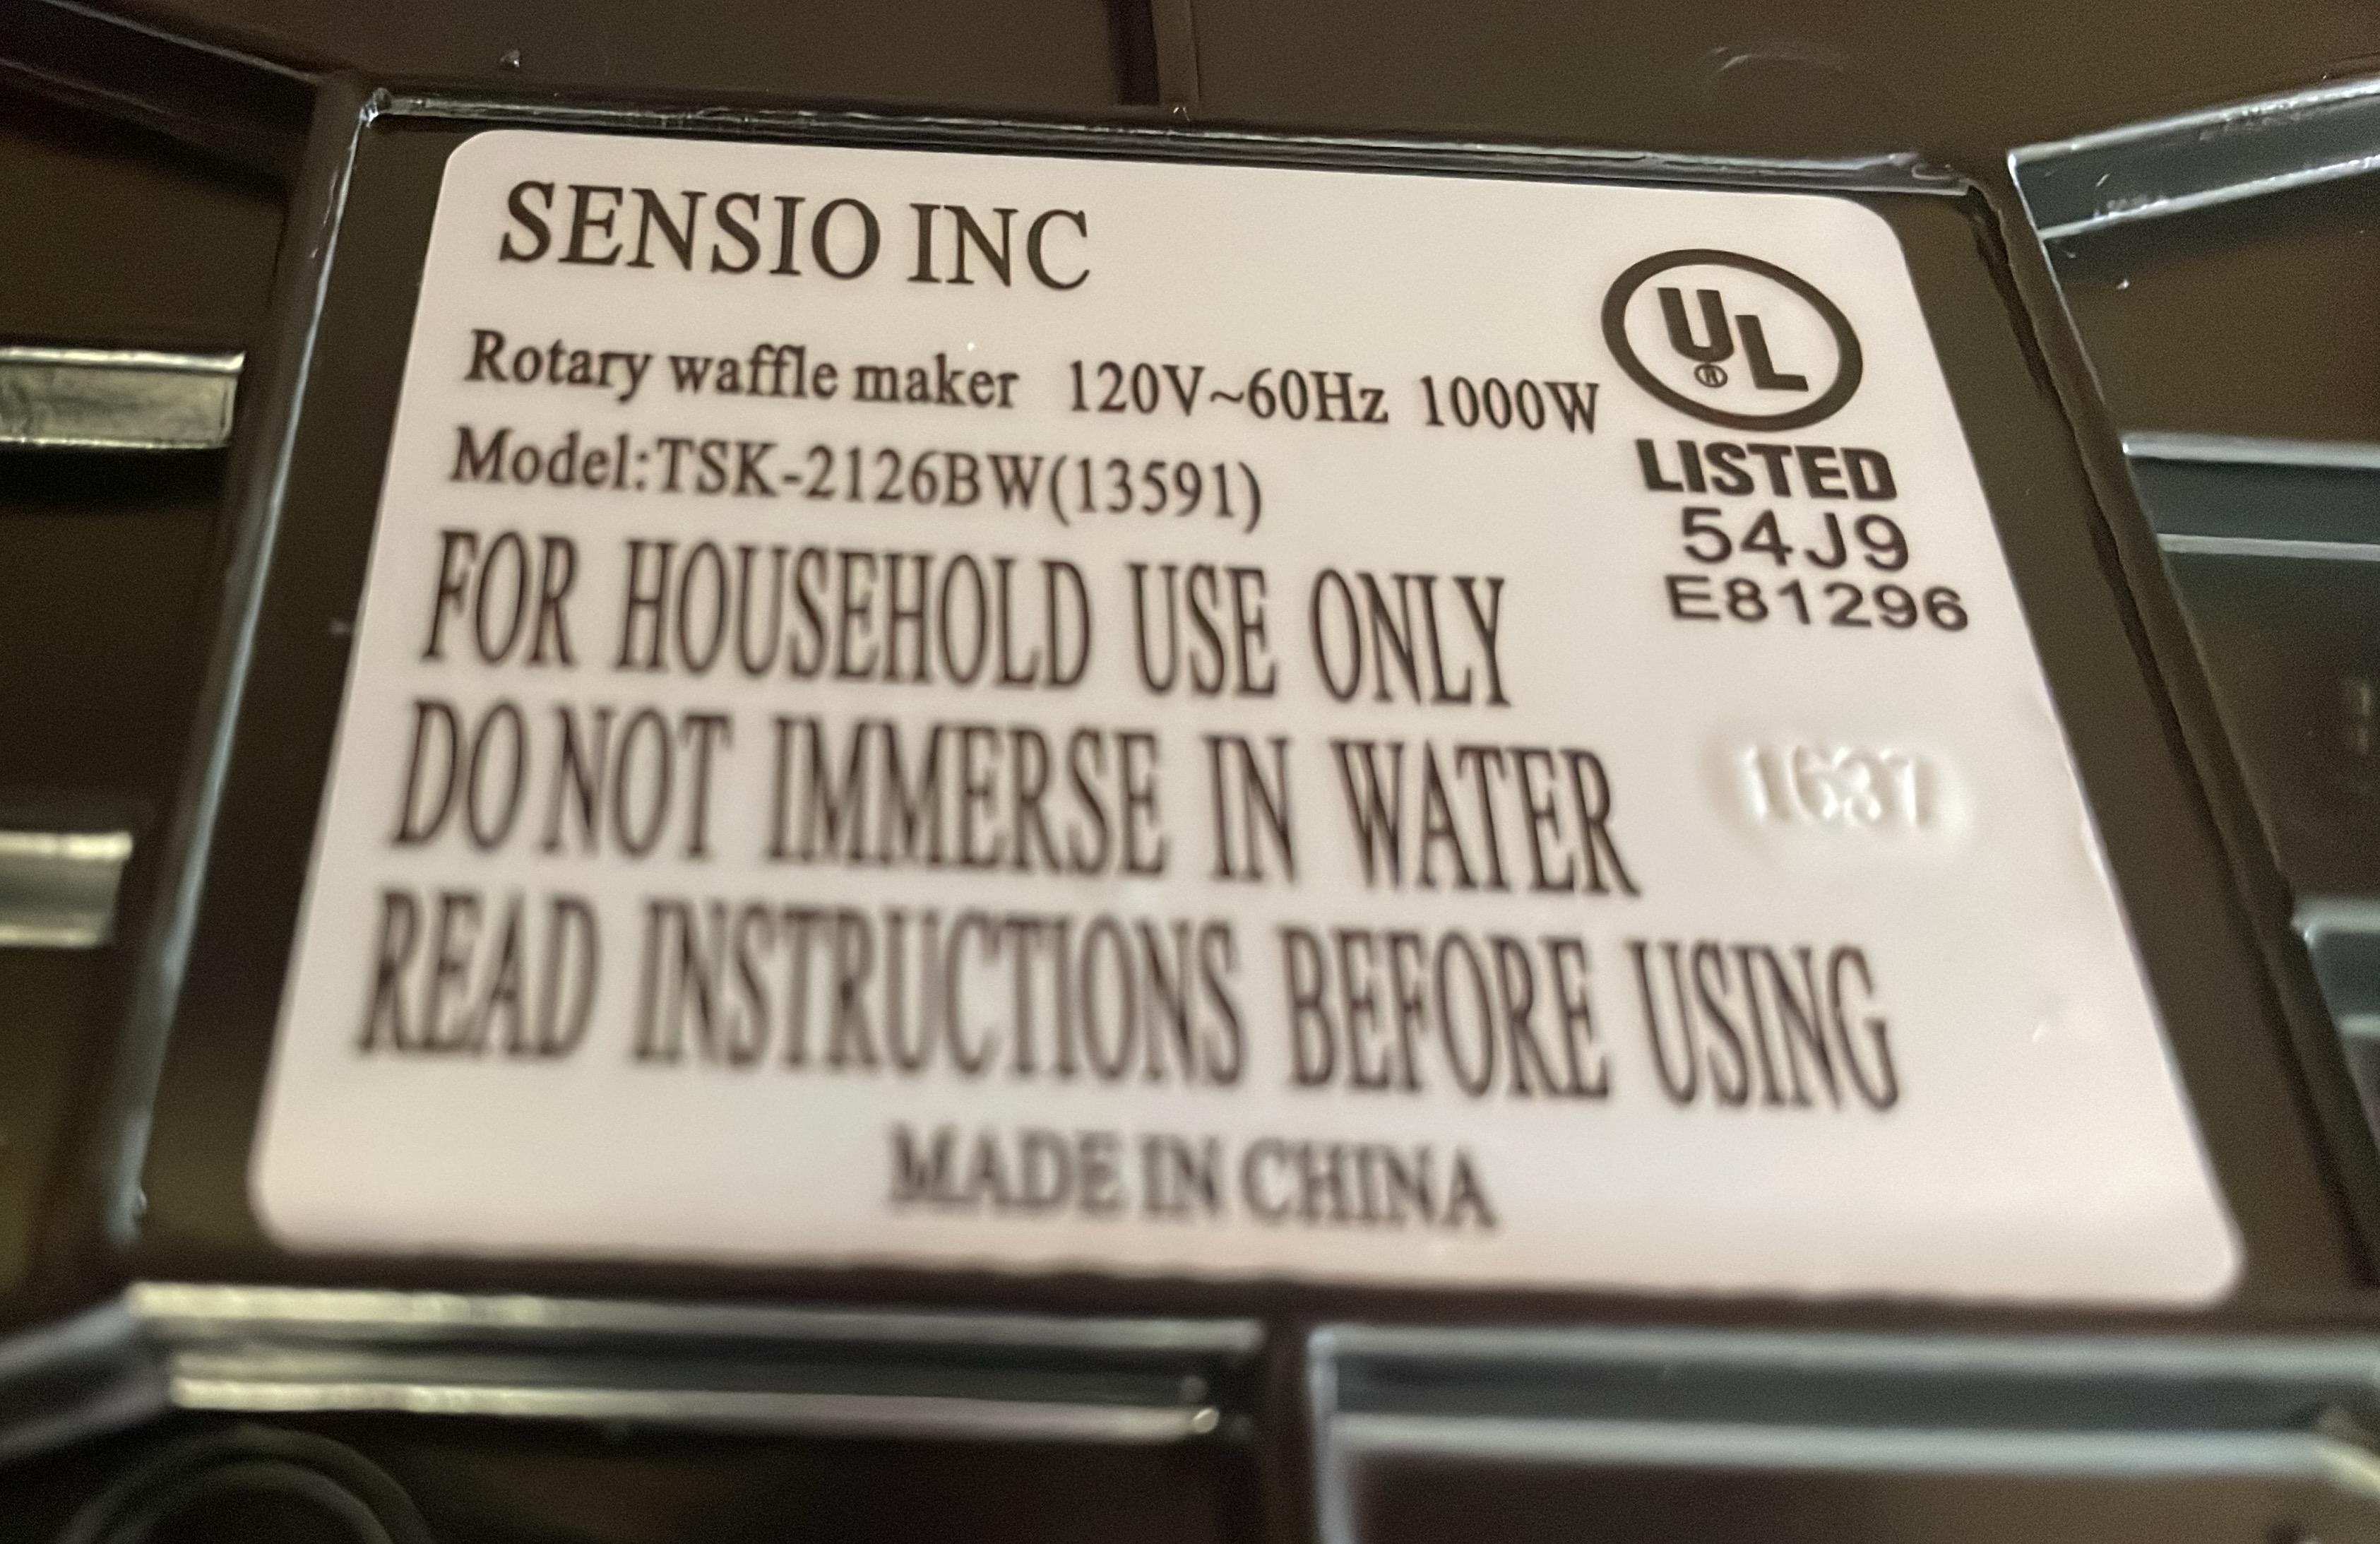 SENSIO INC
Rotary waffle maker 120V~60Hz 1000W
Model:TSK-2126BW(13591)
FOR HOUSEHOLD USE ONLY
DO NOT IMMERSE IN WATER
READ INSTRUCTIONS BEFORE USING
MADE IN CHINA
UL
®
LISTED
54J9
E81296
1637